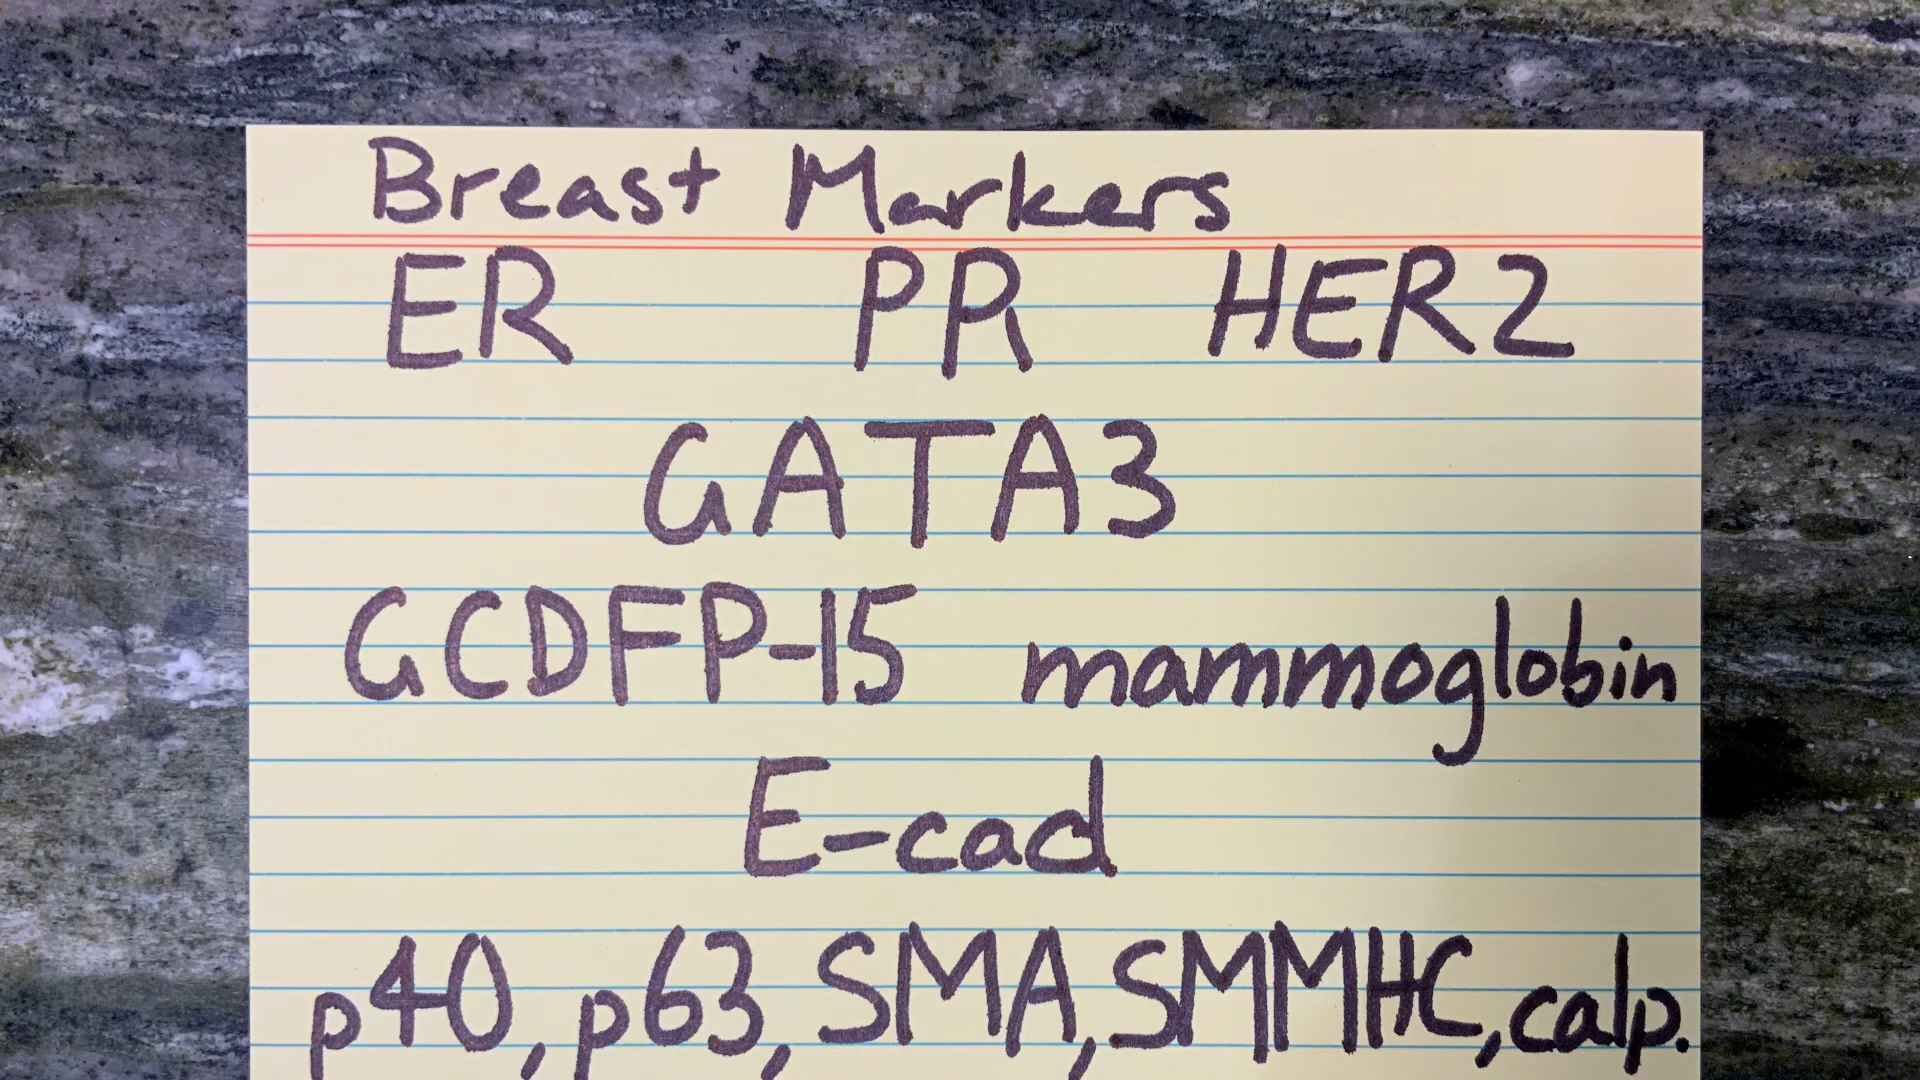 Breast Markers
ER PR HER2
GATA3
GCDFP-15 mammoglobin
E-cad
p40, p63, SMA, SMMHC, calp.